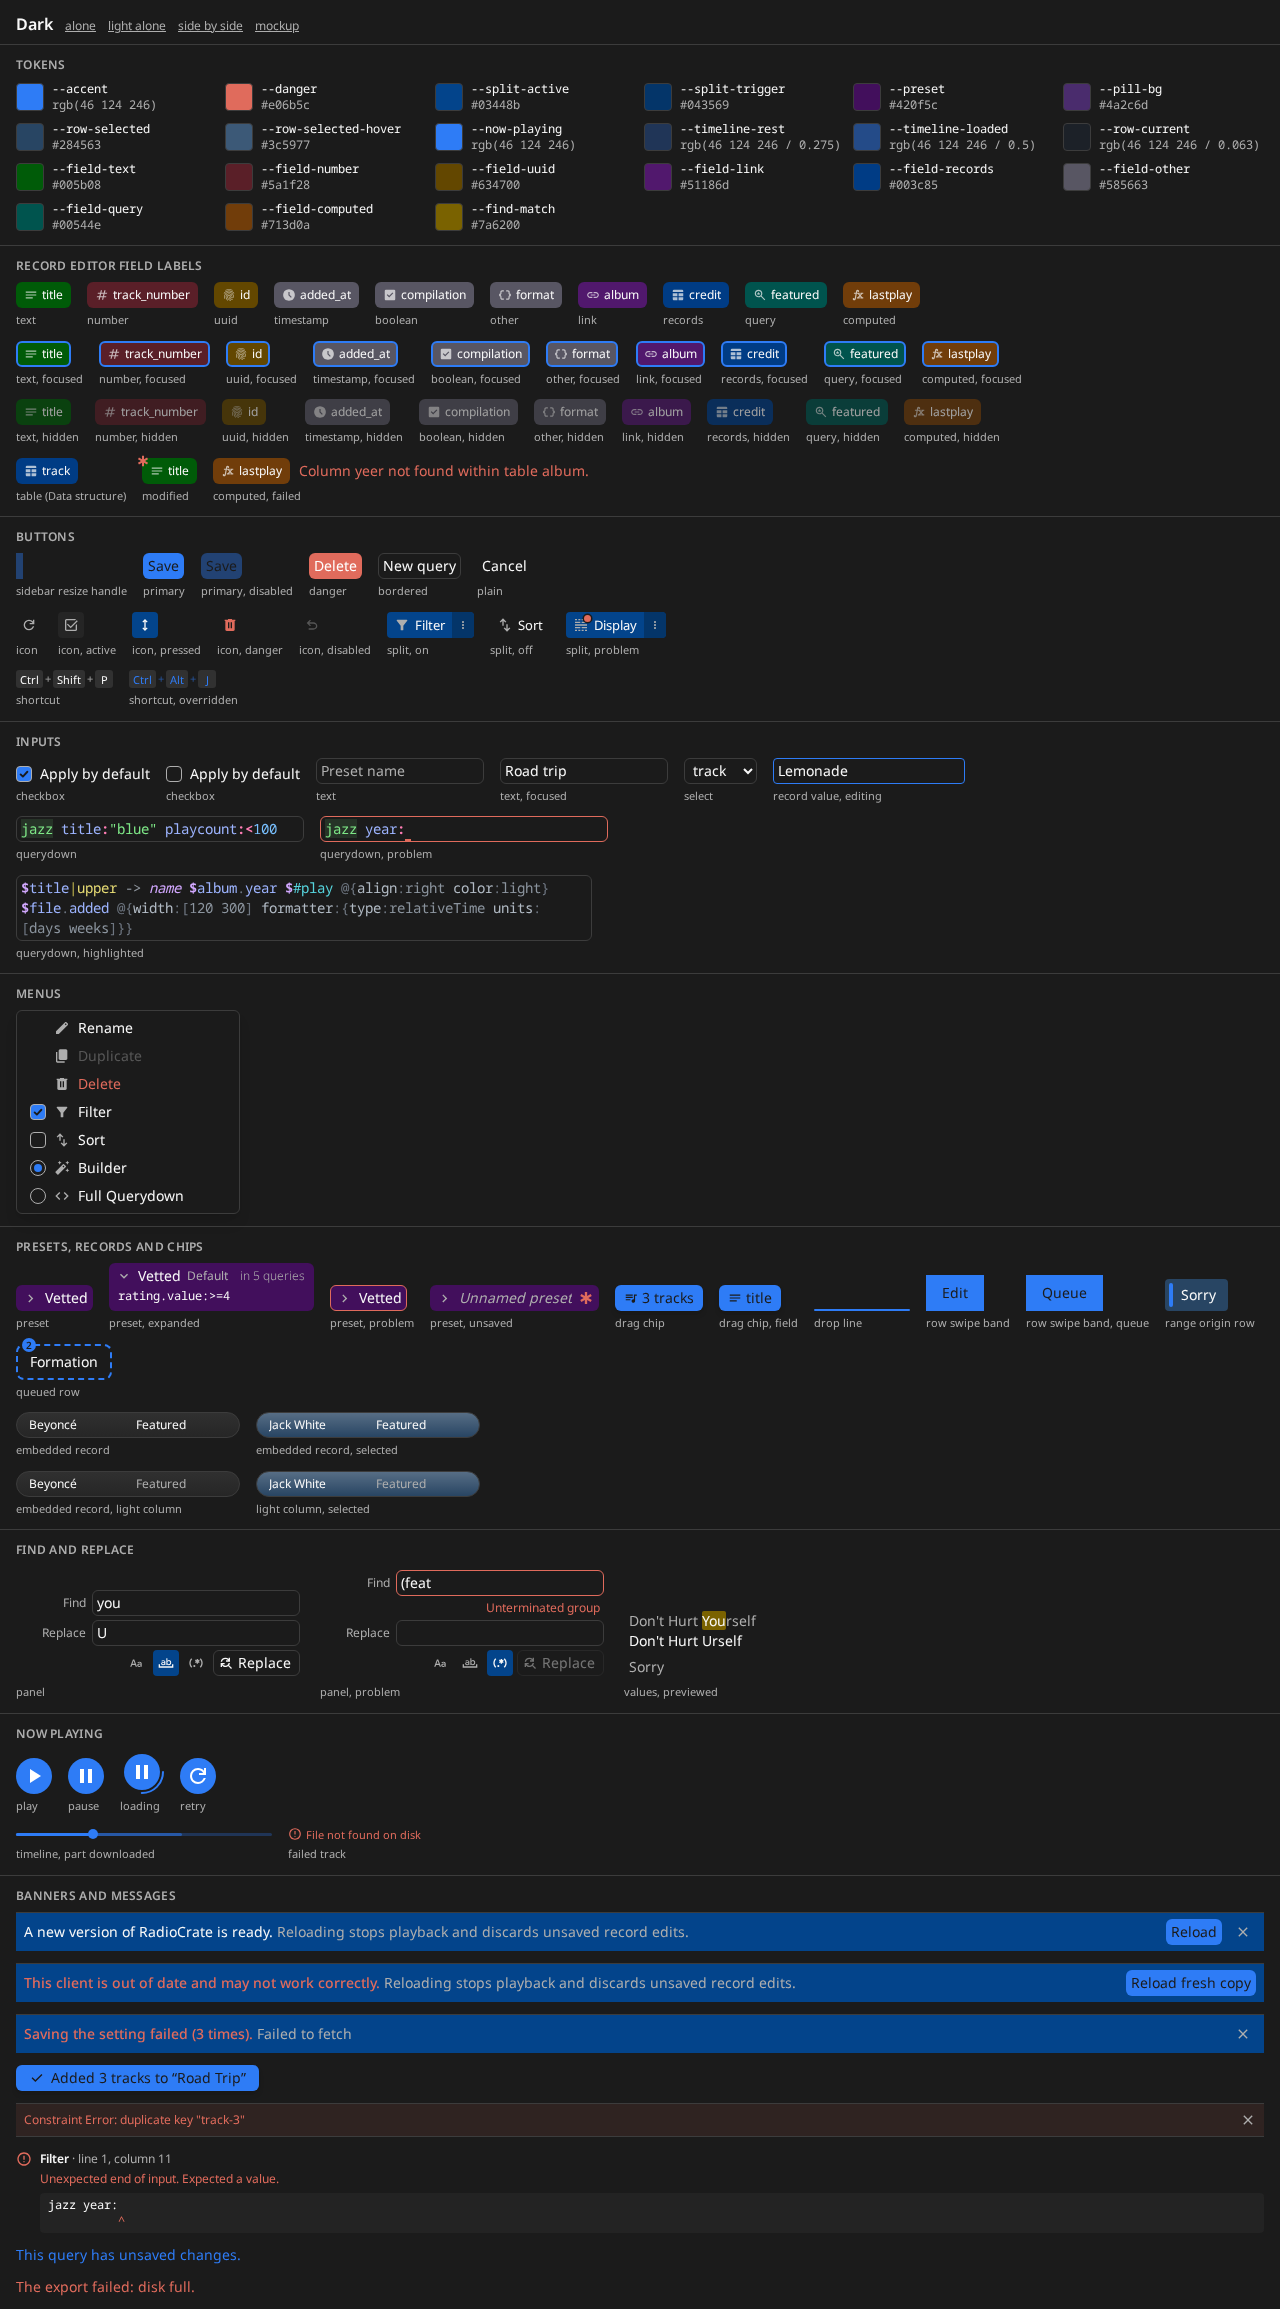 Dark alone light alone side by side mockup
TOKENS
--accent --danger --split-active --split-trigger --preset --pill-bg
rgb(46 124 246) #e06b5c #03448b #043569 #420f5c #4a2c6d
--row-selected --row-selected-hover --now-playing --timeline-rest --timeline-loaded --row-current
#284563 #3c5977 rgb(46 124 246) rgb(46 124 246 / 0.275) rgb(46 124 246 / 0.5) rgb(46 124 246 / 0.063)
--field-text --field-number --field-uuid --field-link --field-records --field-other
#005b08 #5a1f28 #634700 #51186d #003c85 #585663
--field-query --field-computed --find-match
#00544e #713d0a #7a6200
RECORD EDITOR FIELD LABELS
title track_number id added_at compilation format album credit featured lastplay
text number uuid timestamp boolean other link records query computed
title track_number id added_at compilation format album credit featured lastplay
text, focused number, focused uuid, focused timestamp, focused boolean, focused other, focused link, focused records, focused query, focused computed, focused
title track_number id added_at compilation format album credit featured lastplay
text, hidden number, hidden uuid, hidden timestamp, hidden boolean, hidden other, hidden link, hidden records, hidden query, hidden computed, hidden
track title lastplay Column yeer not found within table album.
table (Data structure) modified computed, failed
BUTTONS
Save Save Delete New query Cancel
sidebar resize handle primary primary, disabled danger bordered plain
Filter Sort Display
icon icon, active icon, pressed icon, danger icon, disabled split, on split, off split, problem
Ctrl + Shift + P Ctrl + Alt + J
shortcut shortcut, overridden
INPUTS
Apply by default Apply by default Preset name Road trip track Lemonade
checkbox checkbox text text, focused select record value, editing
jazz title:"blue" playcount:<100 jazz year:
querydown querydown, problem
$title|upper -> name $album.year $#play @{align:right color:light}
$file.added @{width:[120 300] formatter:{type:relativeTime units:
[days weeks]}}
querydown, highlighted
MENUS
Rename
Duplicate
Delete
Filter
Sort
Builder
Full Querydown
PRESETS, RECORDS AND CHIPS
Vetted Vetted Default in 5 queries Vetted Unnamed preset * 3 tracks title Edit Queue Sorry
rating.value:>=4
preset preset, expanded preset, problem preset, unsaved drag chip drag chip, field drop line row swipe band row swipe band, queue range origin row
2
Formation
queued row
Beyoncé Featured Jack White Featured
embedded record embedded record, selected
Beyoncé Featured Jack White Featured
embedded record, light column light column, selected
FIND AND REPLACE
Find you Find (feat
Unterminated group
Replace U Replace
Don't Hurt Yourself
Don't Hurt Urself
Aa ab (.*) Replace Aa ab (.*) Replace Sorry
panel panel, problem values, previewed
NOW PLAYING
play pause loading retry
File not found on disk
timeline, part downloaded failed track
BANNERS AND MESSAGES
A new version of RadioCrate is ready. Reloading stops playback and discards unsaved record edits. Reload
This client is out of date and may not work correctly. Reloading stops playback and discards unsaved record edits. Reload fresh copy
Saving the setting failed (3 times). Failed to fetch
Added 3 tracks to “Road Trip”
Constraint Error: duplicate key "track-3"
Filter · line 1, column 11
Unexpected end of input. Expected a value.
jazz year:
^
This query has unsaved changes.
The export failed: disk full.